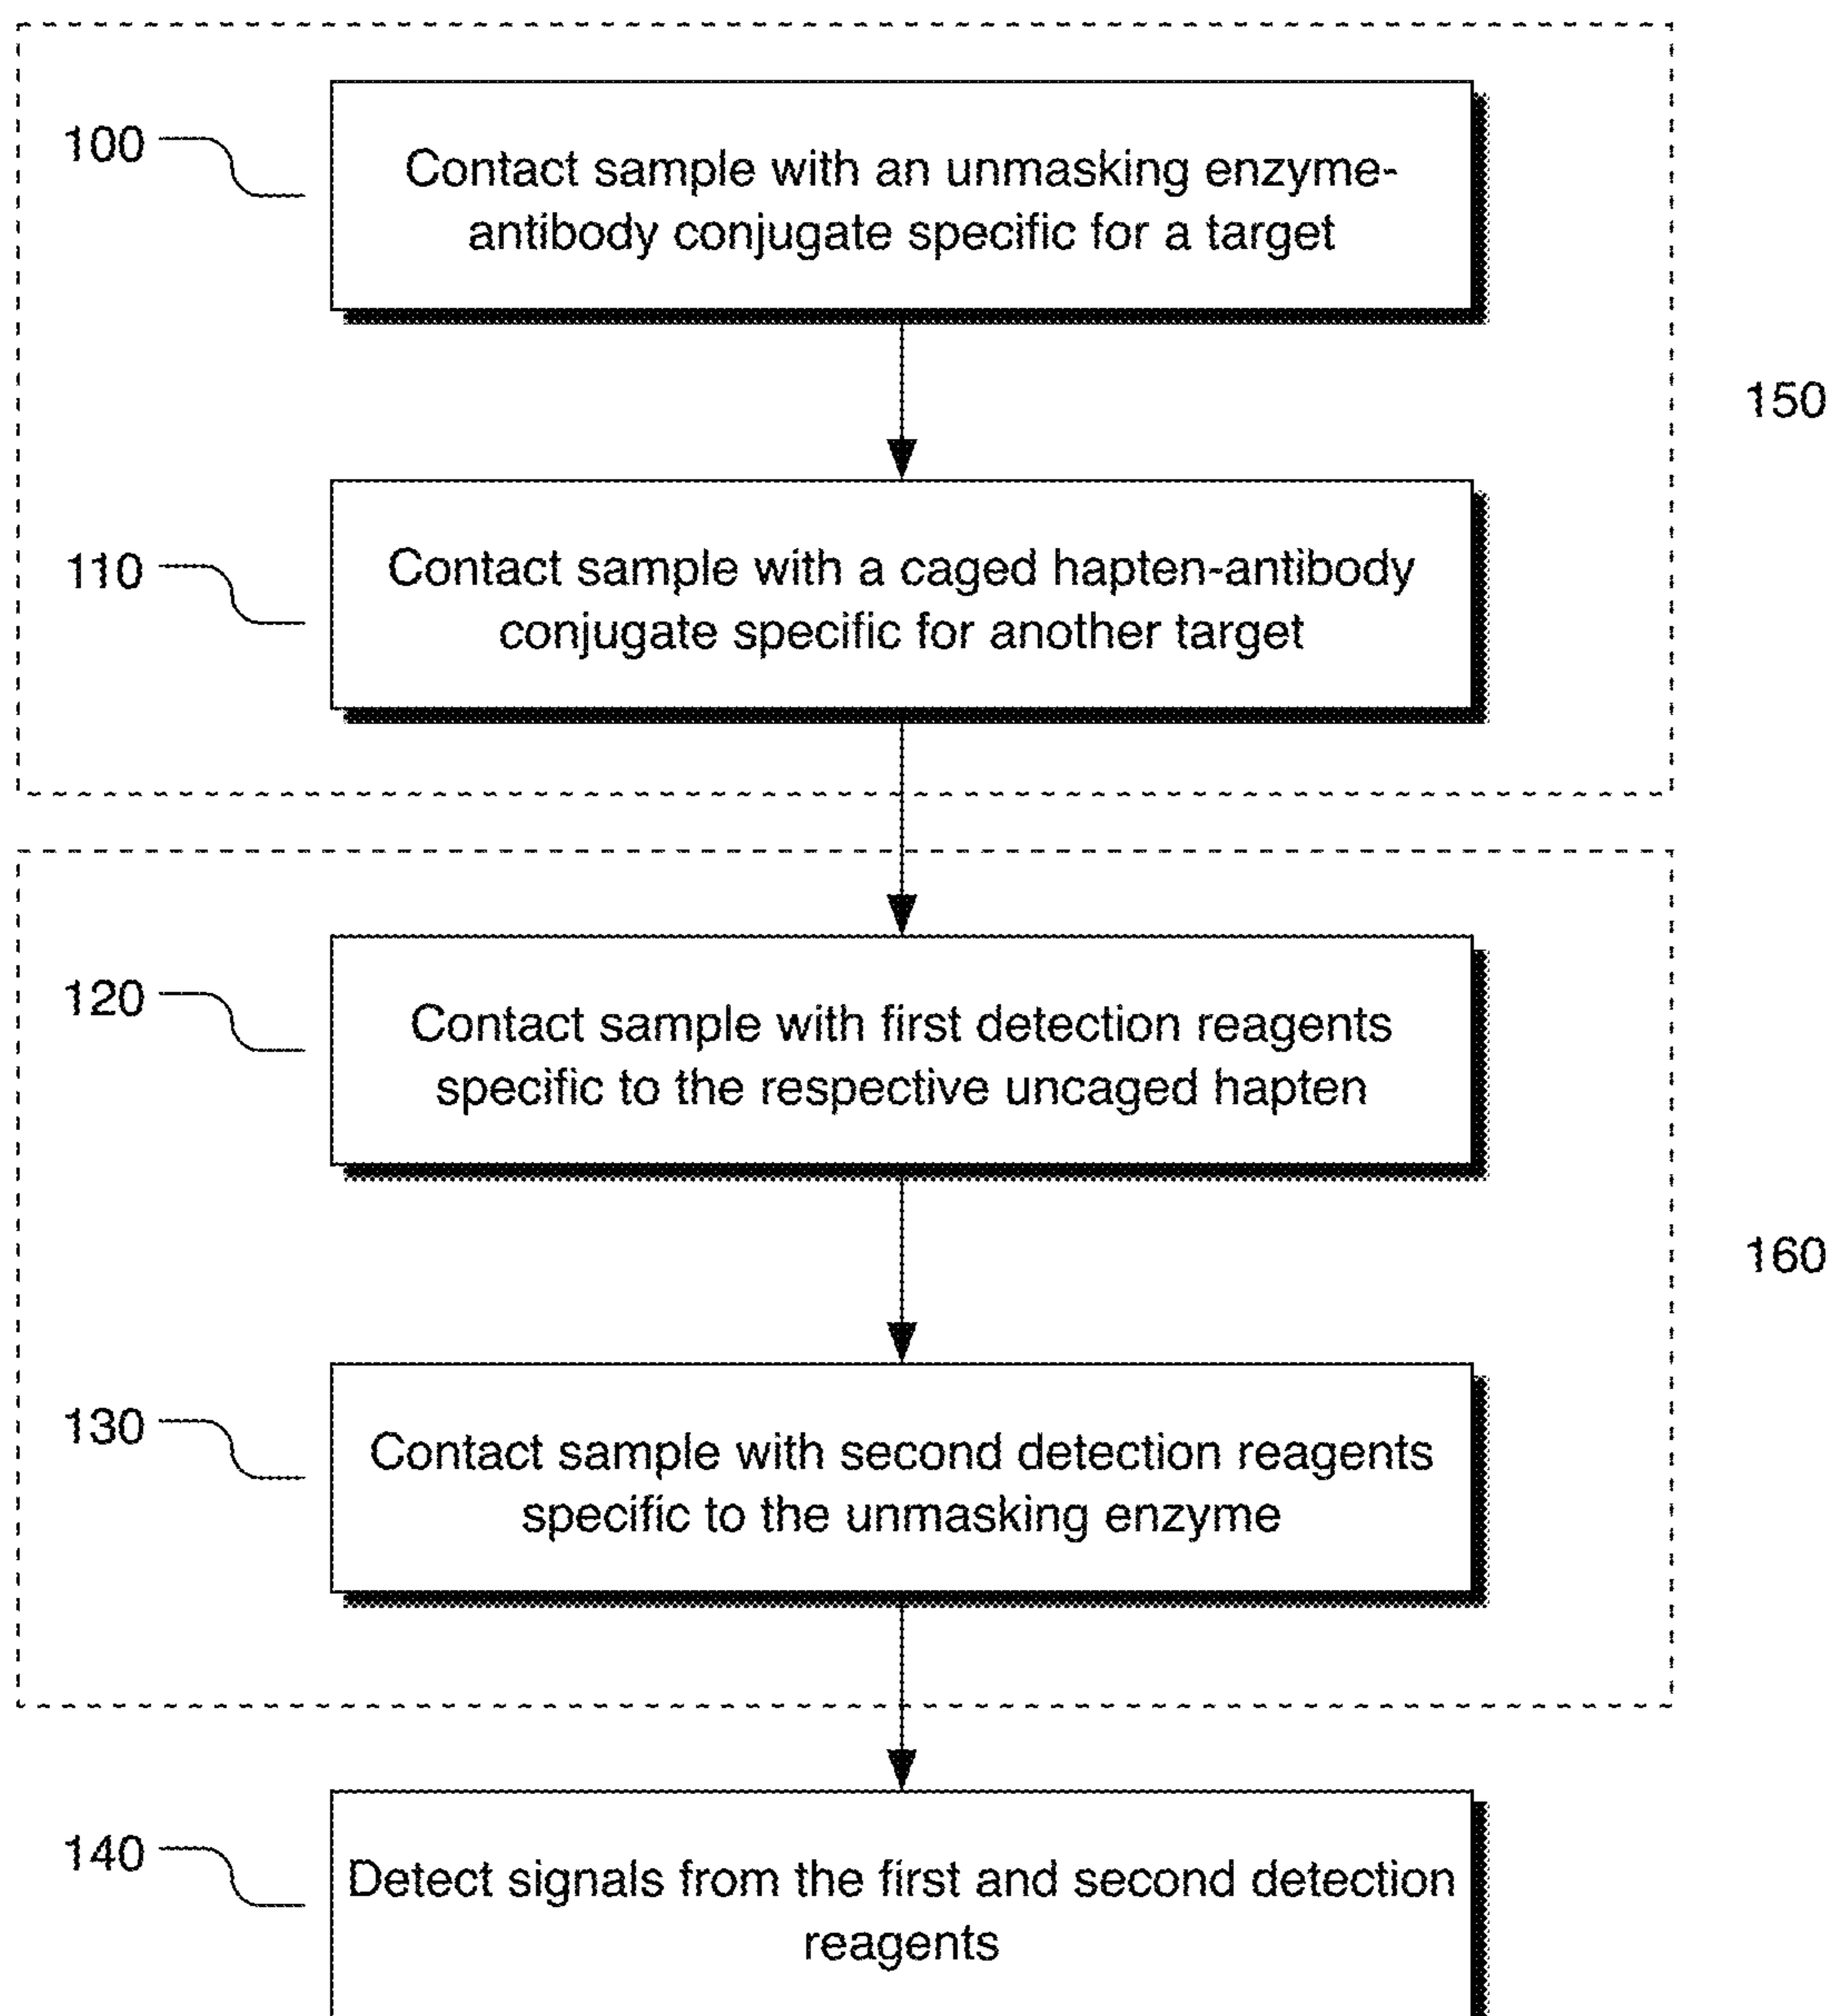 100
Contact sample with an unmasking enzyme-
antibody conjugate specific for a target
150
110
Contact sample with a caged hapten-antibody
conjugate specific for another target
120
Contact sample with first detection reagents
specific to the respective uncaged hapten
160
130
Contact sample with second detection reagents
specific to the unmasking enzyme
140
Detect signals from the first and second detection
reagents